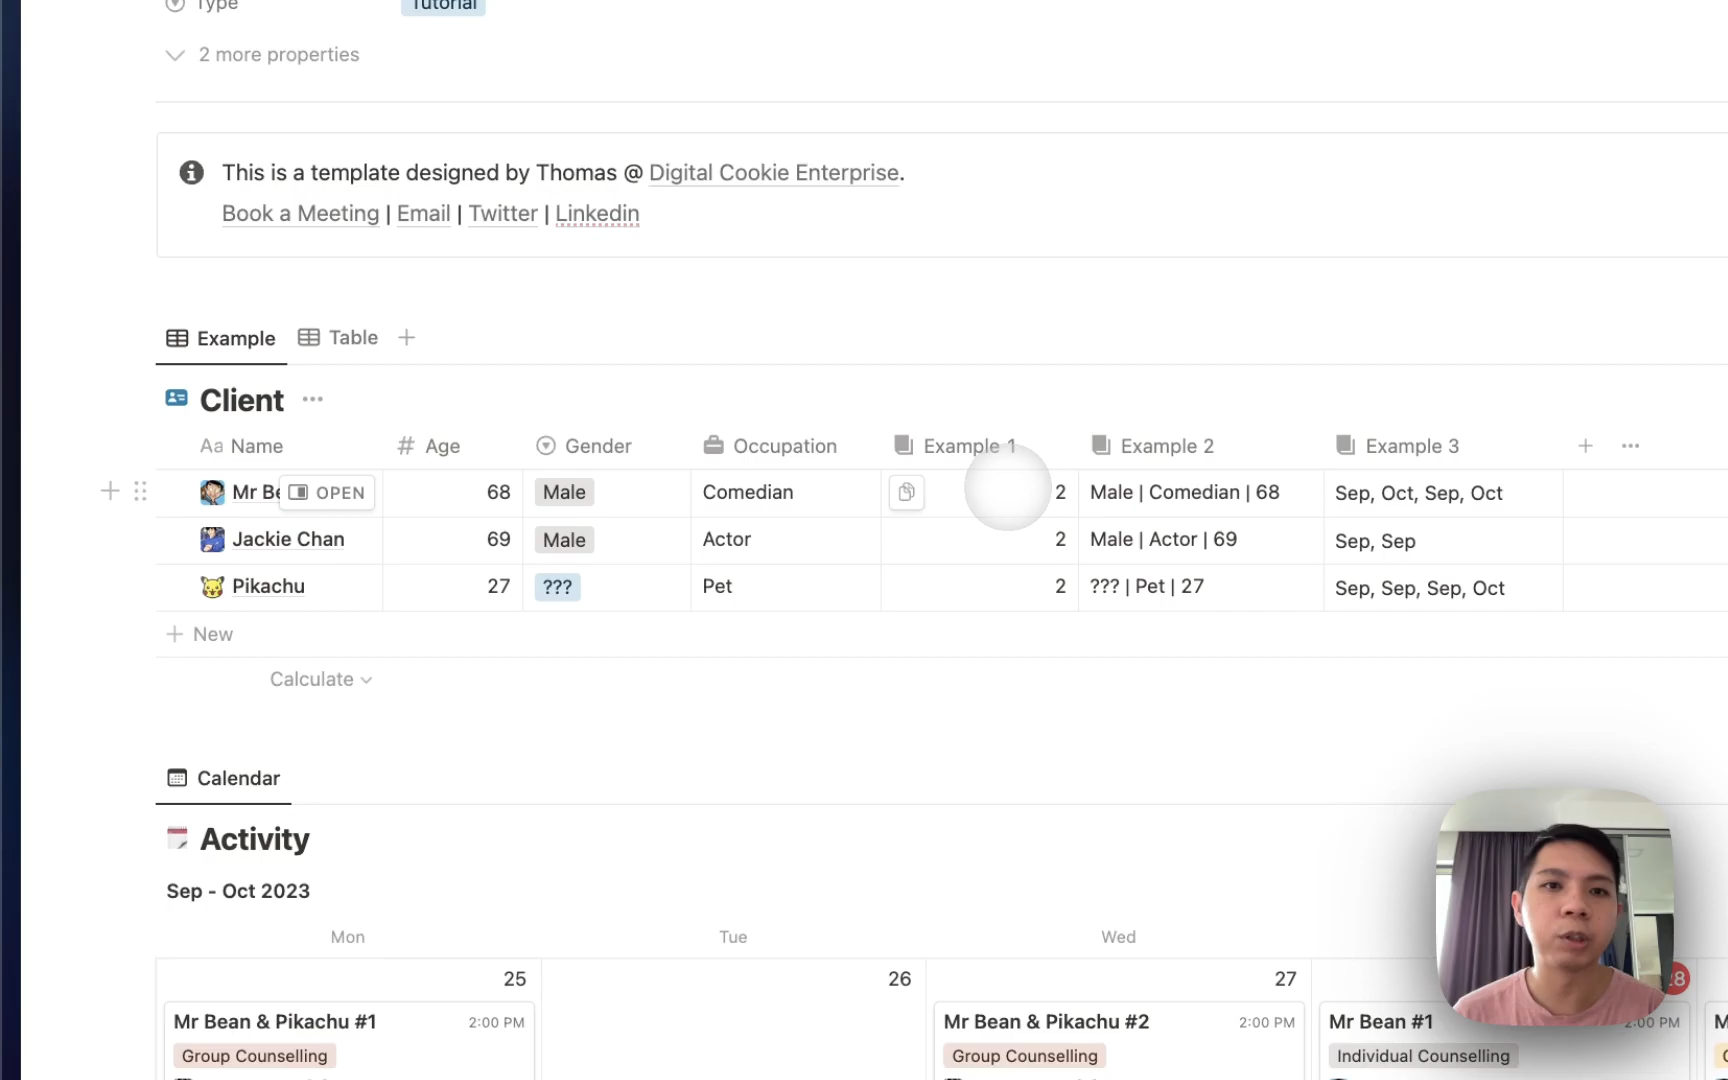 Type Tutorial
2 more properties
This is a template designed by Thomas @ Digital Cookie Enterprise.
Book a Meeting | Email | Twitter | Linkedin
Example Table
Client
Aa Name # Age Gender Occupation Example 1 Example 2 Example 3
Mr Be OPEN 68 Male Comedian 2 Male | Comedian | 68 Sep, Oct, Sep, Oct
Jackie Chan 69 Male Actor 2 Male | Actor | 69 Sep, Sep
Pikachu 27 ??? Pet 2 ??? | Pet | 27 Sep, Sep, Sep, Oct
New
Calculate
Calendar
Activity
Sep - Oct 2023
Mon Tue Wed
25 26 27 28
Mr Bean & Pikachu #1 2:00 PM Mr Bean & Pikachu #2 2:00 PM Mr Bean #1 2:00 PM
Group Counselling Group Counselling Individual Counselling